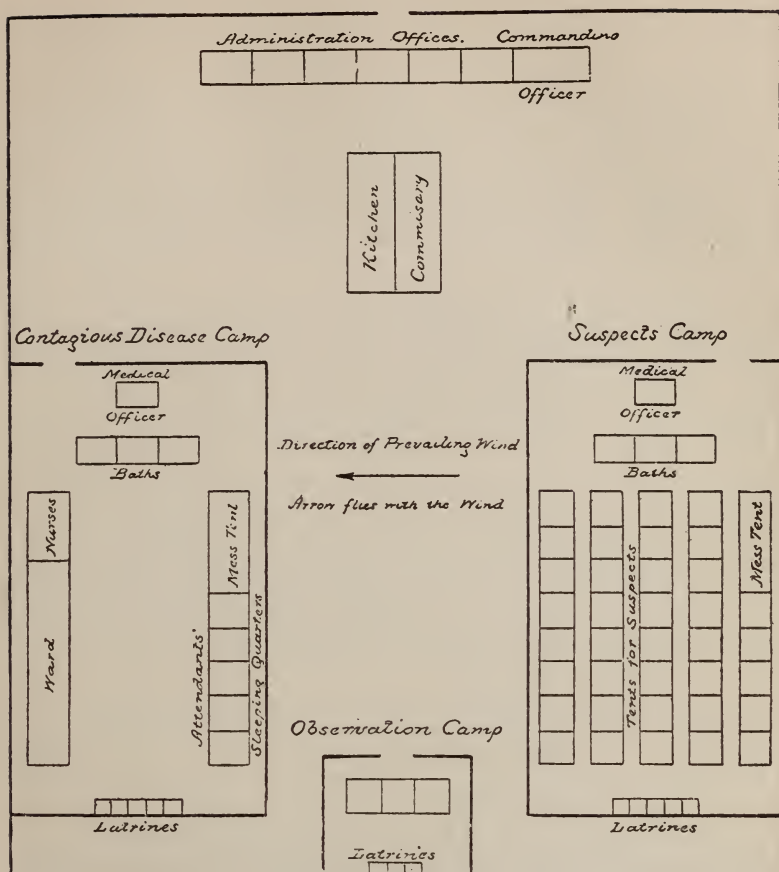 Administration Offices. Commanding
Officer
Kitchen
Commisary
Contagious Disease Camp
Suspects Camp
Medical
Officer
Baths
Medical
Officer
Baths
Direction of Prevailing Wind
Arrow flies with the Wind
Nurses
Ward
Mess Tent
Attendants'
Sleeping Quarters
Tents for Suspects
Mess Tent
Observation Camp
Latrines
Latrines
Latrines